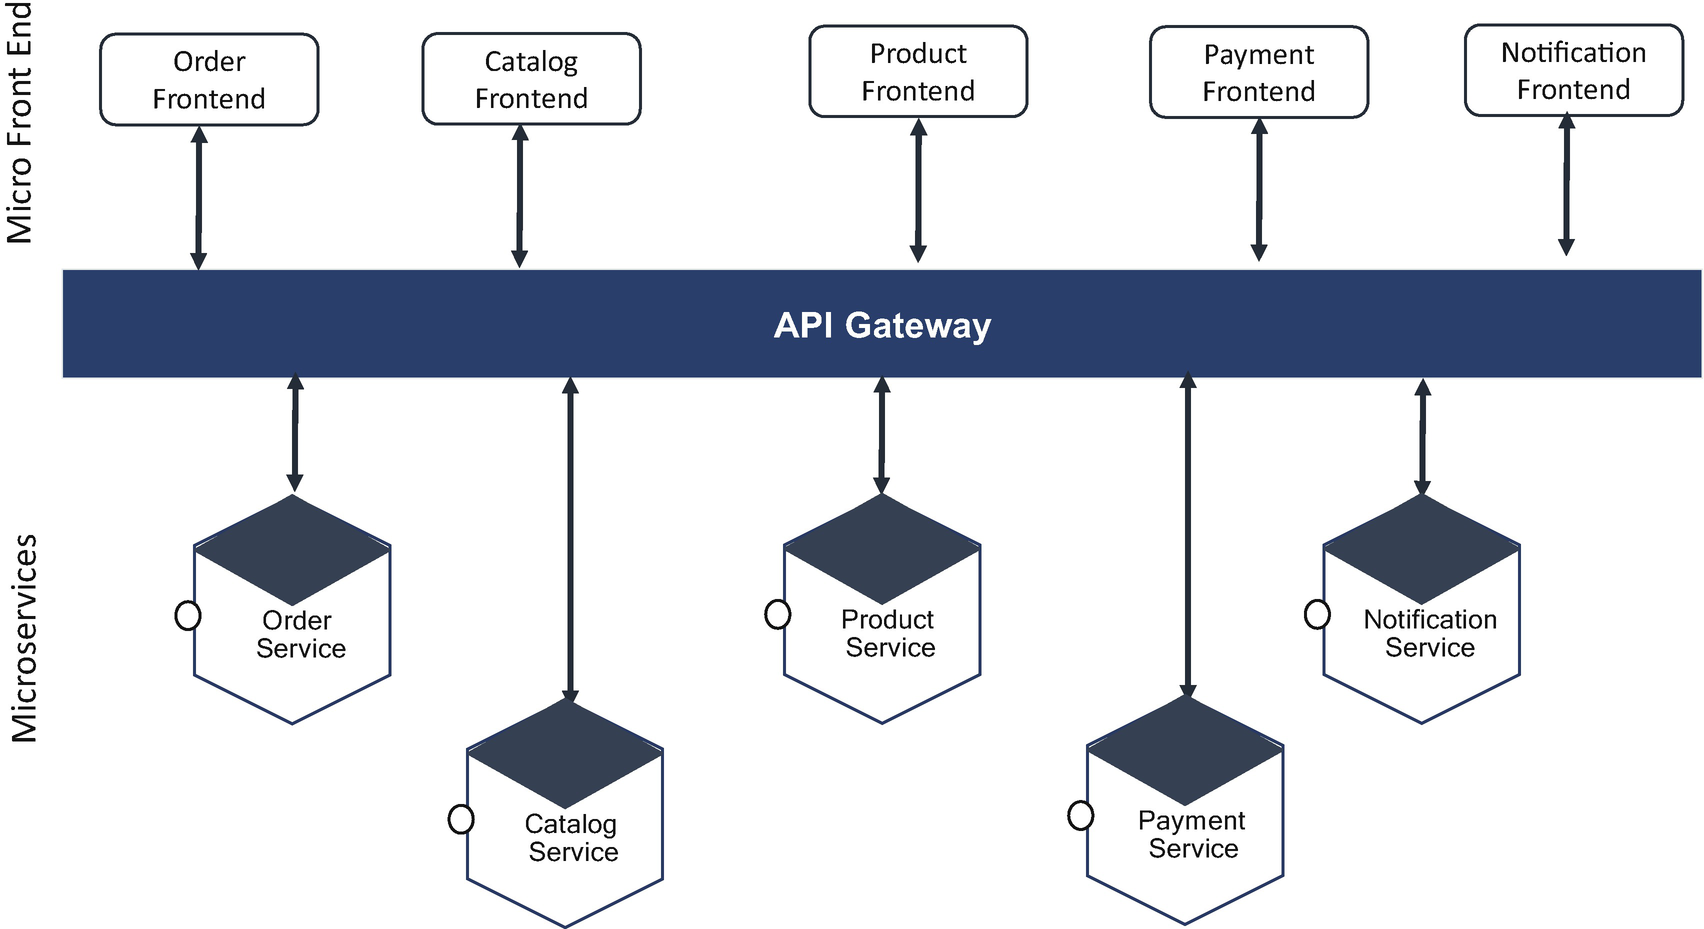 Micro Front End
Order
Frontend
Catalog
Frontend
Product
Frontend
Payment
Frontend
Notification
Frontend
API Gateway
Microservices
Order
Service
Product
Service
Notification
Service
Catalog
Service
Payment
Service